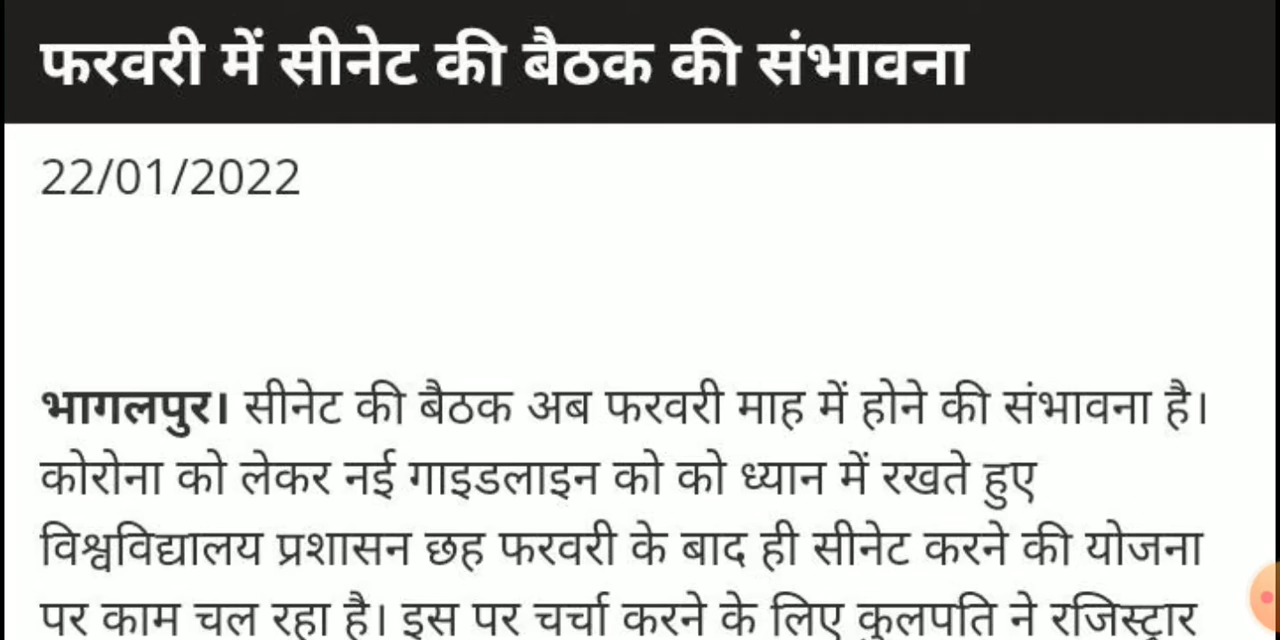 फरवरी में सीनेट की बैठक की संभावना
22/01/2022
भागलपुर। सीनेट की बैठक अब फरवरी माह में होने की संभावना है।
कोरोना को लेकर नई गाइडलाइन को को ध्यान में रखते हुए
विश्वविद्यालय प्रशासन छह फरवरी के बाद ही सीनेट करने की योजना
पर काम चल रहा है। इस पर चर्चा करने के लिए कुलपति ने रजिस्ट्रार